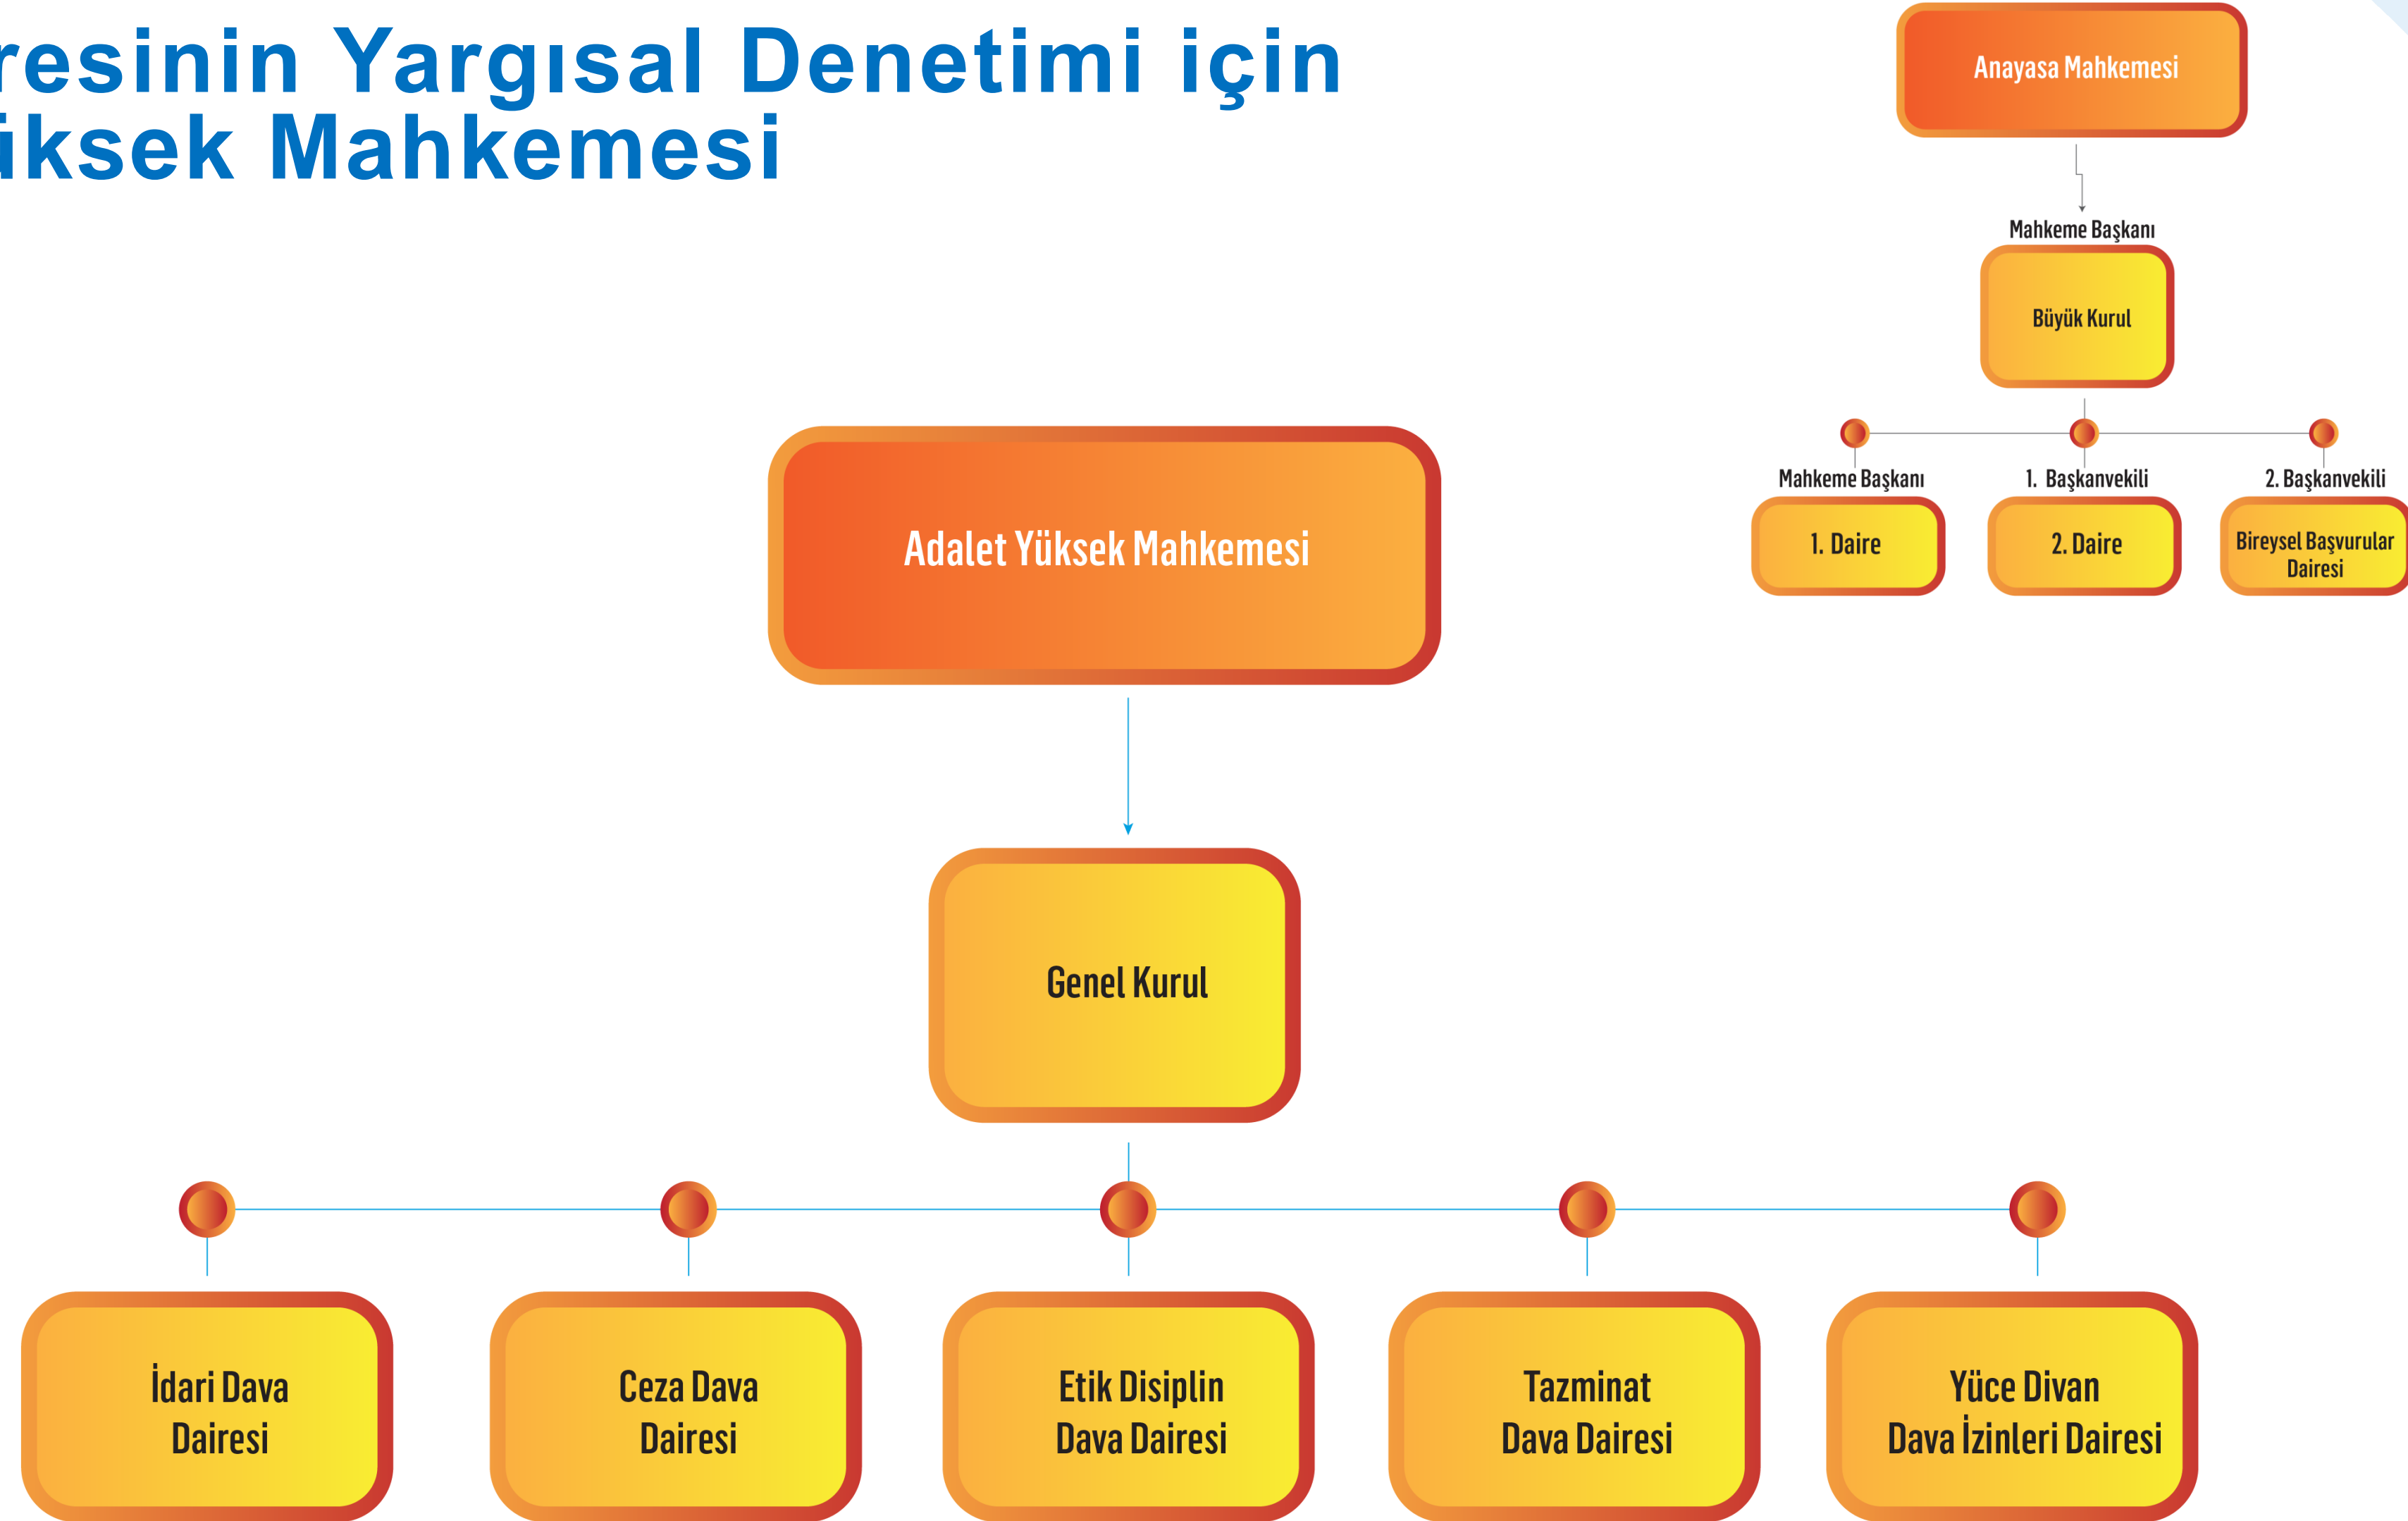 resinin Yargısal Denetimi için
üksek Mahkemesi
Anayasa Mahkemesi
Mahkeme Başkanı
Büyük Kurul
Mahkeme Başkanı
1. Başkanvekili
2. Başkanvekili
1. Daire
2. Daire
Bireysel Başvurular
Dairesi
Adalet Yüksek Mahkemesi
Genel Kurul
İdari Dava
Dairesi
Ceza Dava
Dairesi
Etik Disiplin
Dava Dairesi
Tazminat
Dava Dairesi
Yüce Divan
Dava İzinleri Dairesi